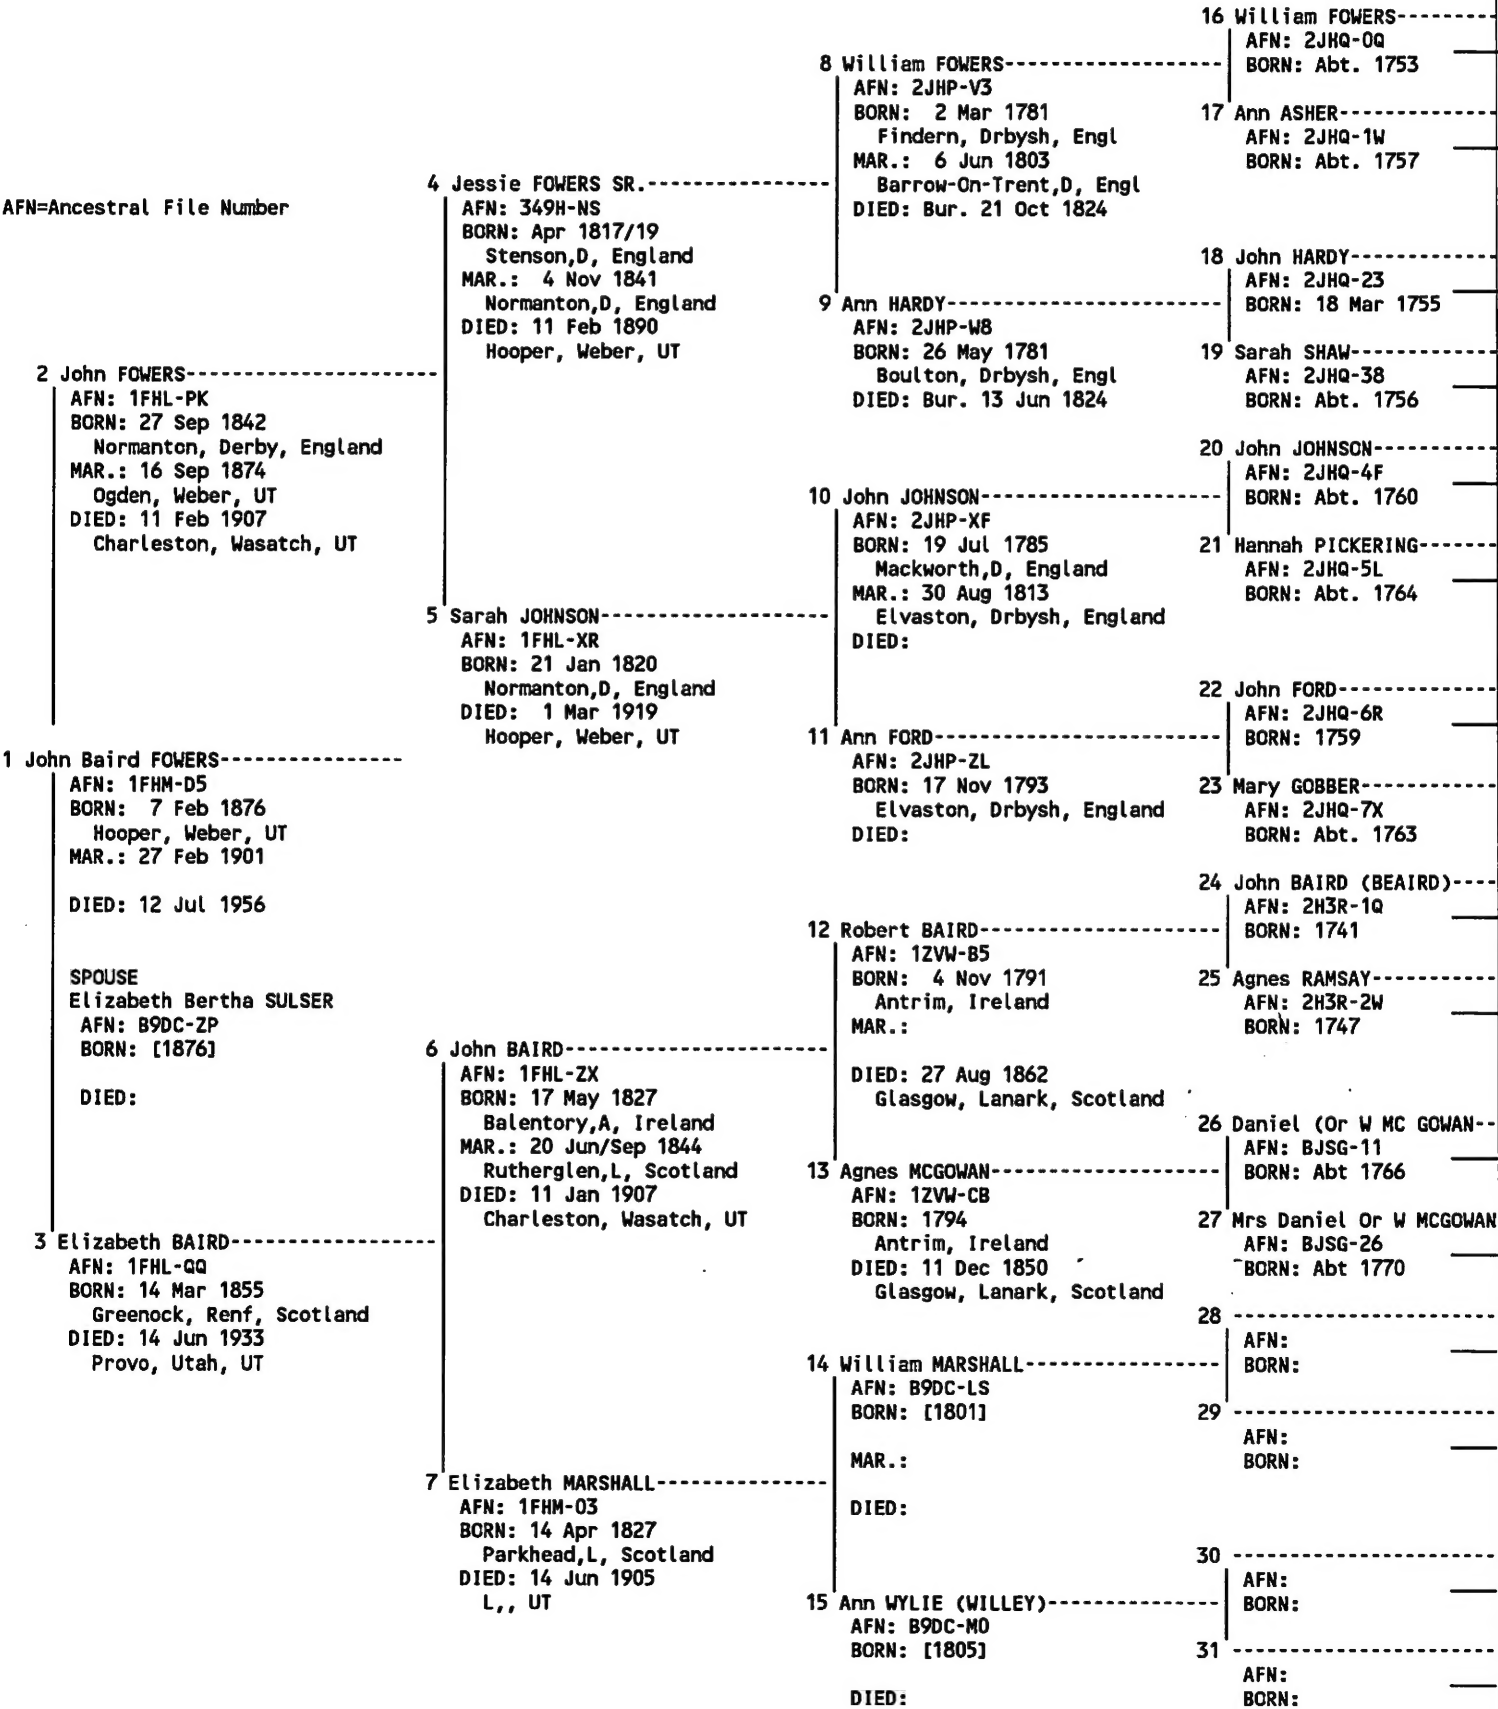 AFN=Ancestral File Number
1 John Baird FOWERS----------------
AFN: 1FHM-D5
BORN:  7 Feb 1876
Hooper, Weber, UT
MAR.: 27 Feb 1901
DIED: 12 Jul 1956
SPOUSE
Elizabeth Bertha SULSER
AFN: B9DC-ZP
BORN: [1876]
DIED:
2 John FOWERS----------------------
AFN: 1FHL-PK
BORN: 27 Sep 1842
Normanton, Derby, England
MAR.: 16 Sep 1874
Ogden, Weber, UT
DIED: 11 Feb 1907
Charleston, Wasatch, UT
3 Elizabeth BAIRD------------------
AFN: 1FHL-QQ
BORN: 14 Mar 1855
Greenock, Renf, Scotland
DIED: 14 Jun 1933
Provo, Utah, UT
4 Jessie FOWERS SR.----------------
AFN: 349H-NS
BORN: Apr 1817/19
Stenson,D, England
MAR.:  4 Nov 1841
Normanton,D, England
DIED: 11 Feb 1890
Hooper, Weber, UT
5 Sarah JOHNSON--------------------
AFN: 1FHL-XR
BORN: 21 Jan 1820
Normanton,D, England
DIED:  1 Mar 1919
Hooper, Weber, UT
6 John BAIRD-----------------------
AFN: 1FHL-ZX
BORN: 17 May 1827
Balentory,A, Ireland
MAR.: 20 Jun/Sep 1844
Rutherglen,L, Scotland
DIED: 11 Jan 1907
Charleston, Wasatch, UT
7 Elizabeth MARSHALL---------------
AFN: 1FHM-03
BORN: 14 Apr 1827
Parkhead,L, Scotland
DIED: 14 Jun 1905
L,, UT
8 William FOWERS-------------------
AFN: 2JHP-V3
BORN:  2 Mar 1781
Findern, Drbysh, Engl
MAR.:  6 Jun 1803
Barrow-On-Trent,D, Engl
DIED: Bur. 21 Oct 1824
9 Ann HARDY------------------------
AFN: 2JHP-W8
BORN: 26 May 1781
Boulton, Drbysh, Engl
DIED: Bur. 13 Jun 1824
10 John JOHNSON---------------------
AFN: 2JHP-XF
BORN: 19 Jul 1785
Mackworth,D, England
MAR.: 30 Aug 1813
Elvaston, Drbysh, England
DIED:
11 Ann FORD-------------------------
AFN: 2JHP-ZL
BORN: 17 Nov 1793
Elvaston, Drbysh, England
DIED:
12 Robert BAIRD---------------------
AFN: 1ZVW-B5
BORN:  4 Nov 1791
Antrim, Ireland
MAR.:
DIED: 27 Aug 1862
Glasgow, Lanark, Scotland
13 Agnes MCGOWAN--------------------
AFN: 1ZVW-CB
BORN: 1794
Antrim, Ireland
DIED: 11 Dec 1850
Glasgow, Lanark, Scotland
14 William MARSHALL-----------------
AFN: B9DC-LS
BORN: [1801]
MAR.:
DIED:
15 Ann WYLIE (WILLEY)---------------
AFN: B9DC-M0
BORN: [1805]
DIED:
16 William FOWERS---------
AFN: 2JHQ-0Q
BORN: Abt. 1753
17 Ann ASHER--------------
AFN: 2JHQ-1W
BORN: Abt. 1757
18 John HARDY-------------
AFN: 2JHQ-23
BORN: 18 Mar 1755
19 Sarah SHAW-------------
AFN: 2JHQ-38
BORN: Abt. 1756
20 John JOHNSON-----------
AFN: 2JHQ-4F
BORN: Abt. 1760
21 Hannah PICKERING-------
AFN: 2JHQ-5L
BORN: Abt. 1764
22 John FORD--------------
AFN: 2JHQ-6R
BORN: 1759
23 Mary GOBBER------------
AFN: 2JHQ-7X
BORN: Abt. 1763
24 John BAIRD (BEAIRD)----
AFN: 2H3R-1Q
BORN: 1741
25 Agnes RAMSAY-----------
AFN: 2H3R-2W
BORN: 1747
26 Daniel (Or W MC GOWAN--
AFN: BJSG-11
BORN: Abt 1766
27 Mrs Daniel Or W MCGOWAN
AFN: BJSG-26
BORN: Abt 1770
28 -----------------------
AFN:
BORN:
29 -----------------------
AFN:
BORN:
30 -----------------------
AFN:
BORN:
31 -----------------------
AFN:
BORN: